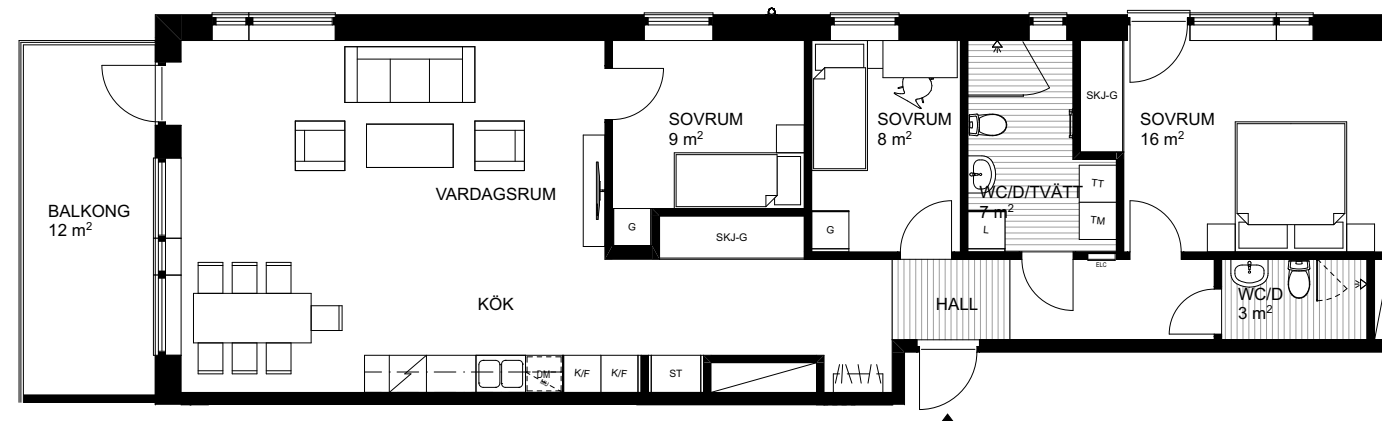 BALKONG
12 m²
VARDAGSRUM
KÖK
SOVRUM
9 m²
G
SKJ-G
SOVRUM
8 m²
G
WC/D/TVÄTT
7 m²
L
TT
TM
SKJ-G
SOVRUM
16 m²
ELC
HALL
WC/D
3 m²
DM
K/F
K/F
ST